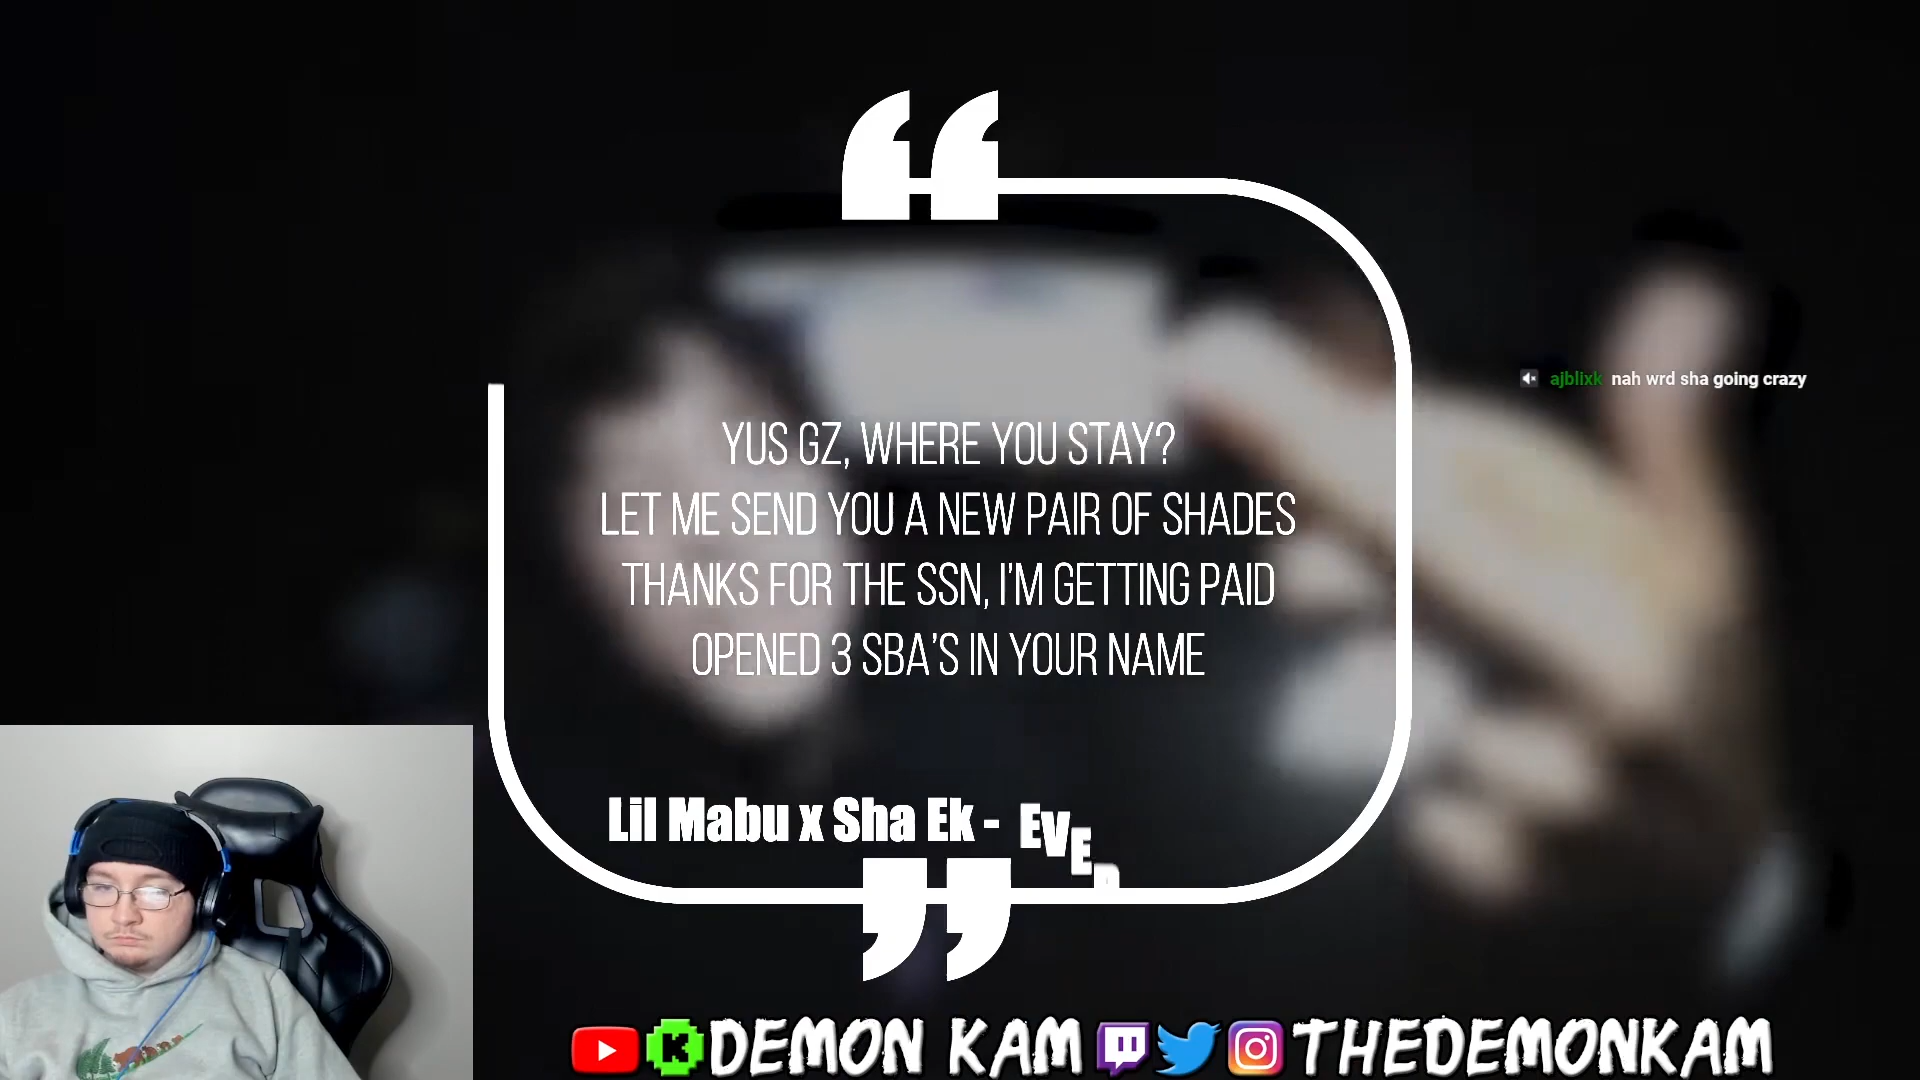 YUS GZ, WHERE YOU STAY?
LET ME SEND YOU A NEW PAIR OF SHADES
THANKS FOR THE SSN, I'M GETTING PAID
OPENED 3 SBA'S IN YOUR NAME
Lil Mabu x Sha Ek - EVE
ajblixk nah wrd sha going crazy
DEMON KAM THEDEMONKAM